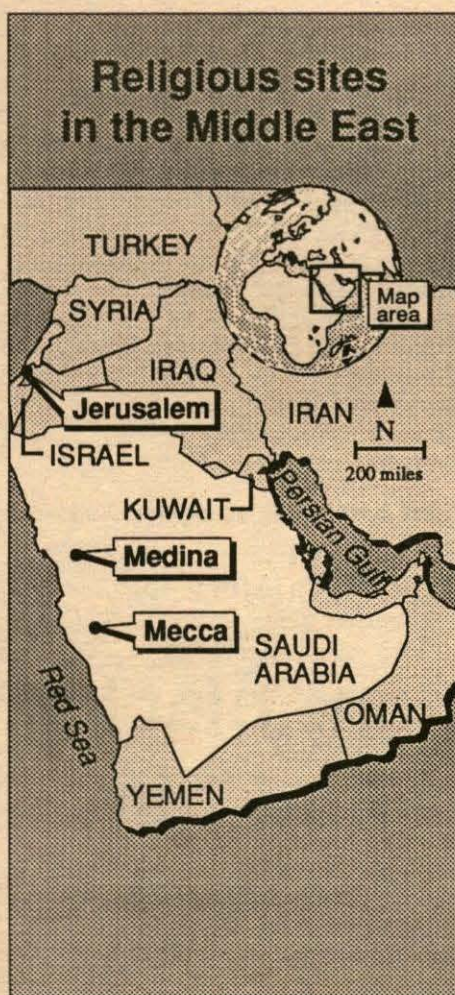 Religious sites
in the Middle East
TURKEY
Map
area
SYRIA
IRAQ
IRAN
Jerusalem
N
ISRAEL
200 miles
KUWAIT
Persian Gulf
Medina
Mecca
SAUDI
ARABIA
Red Sea
OMAN
YEMEN